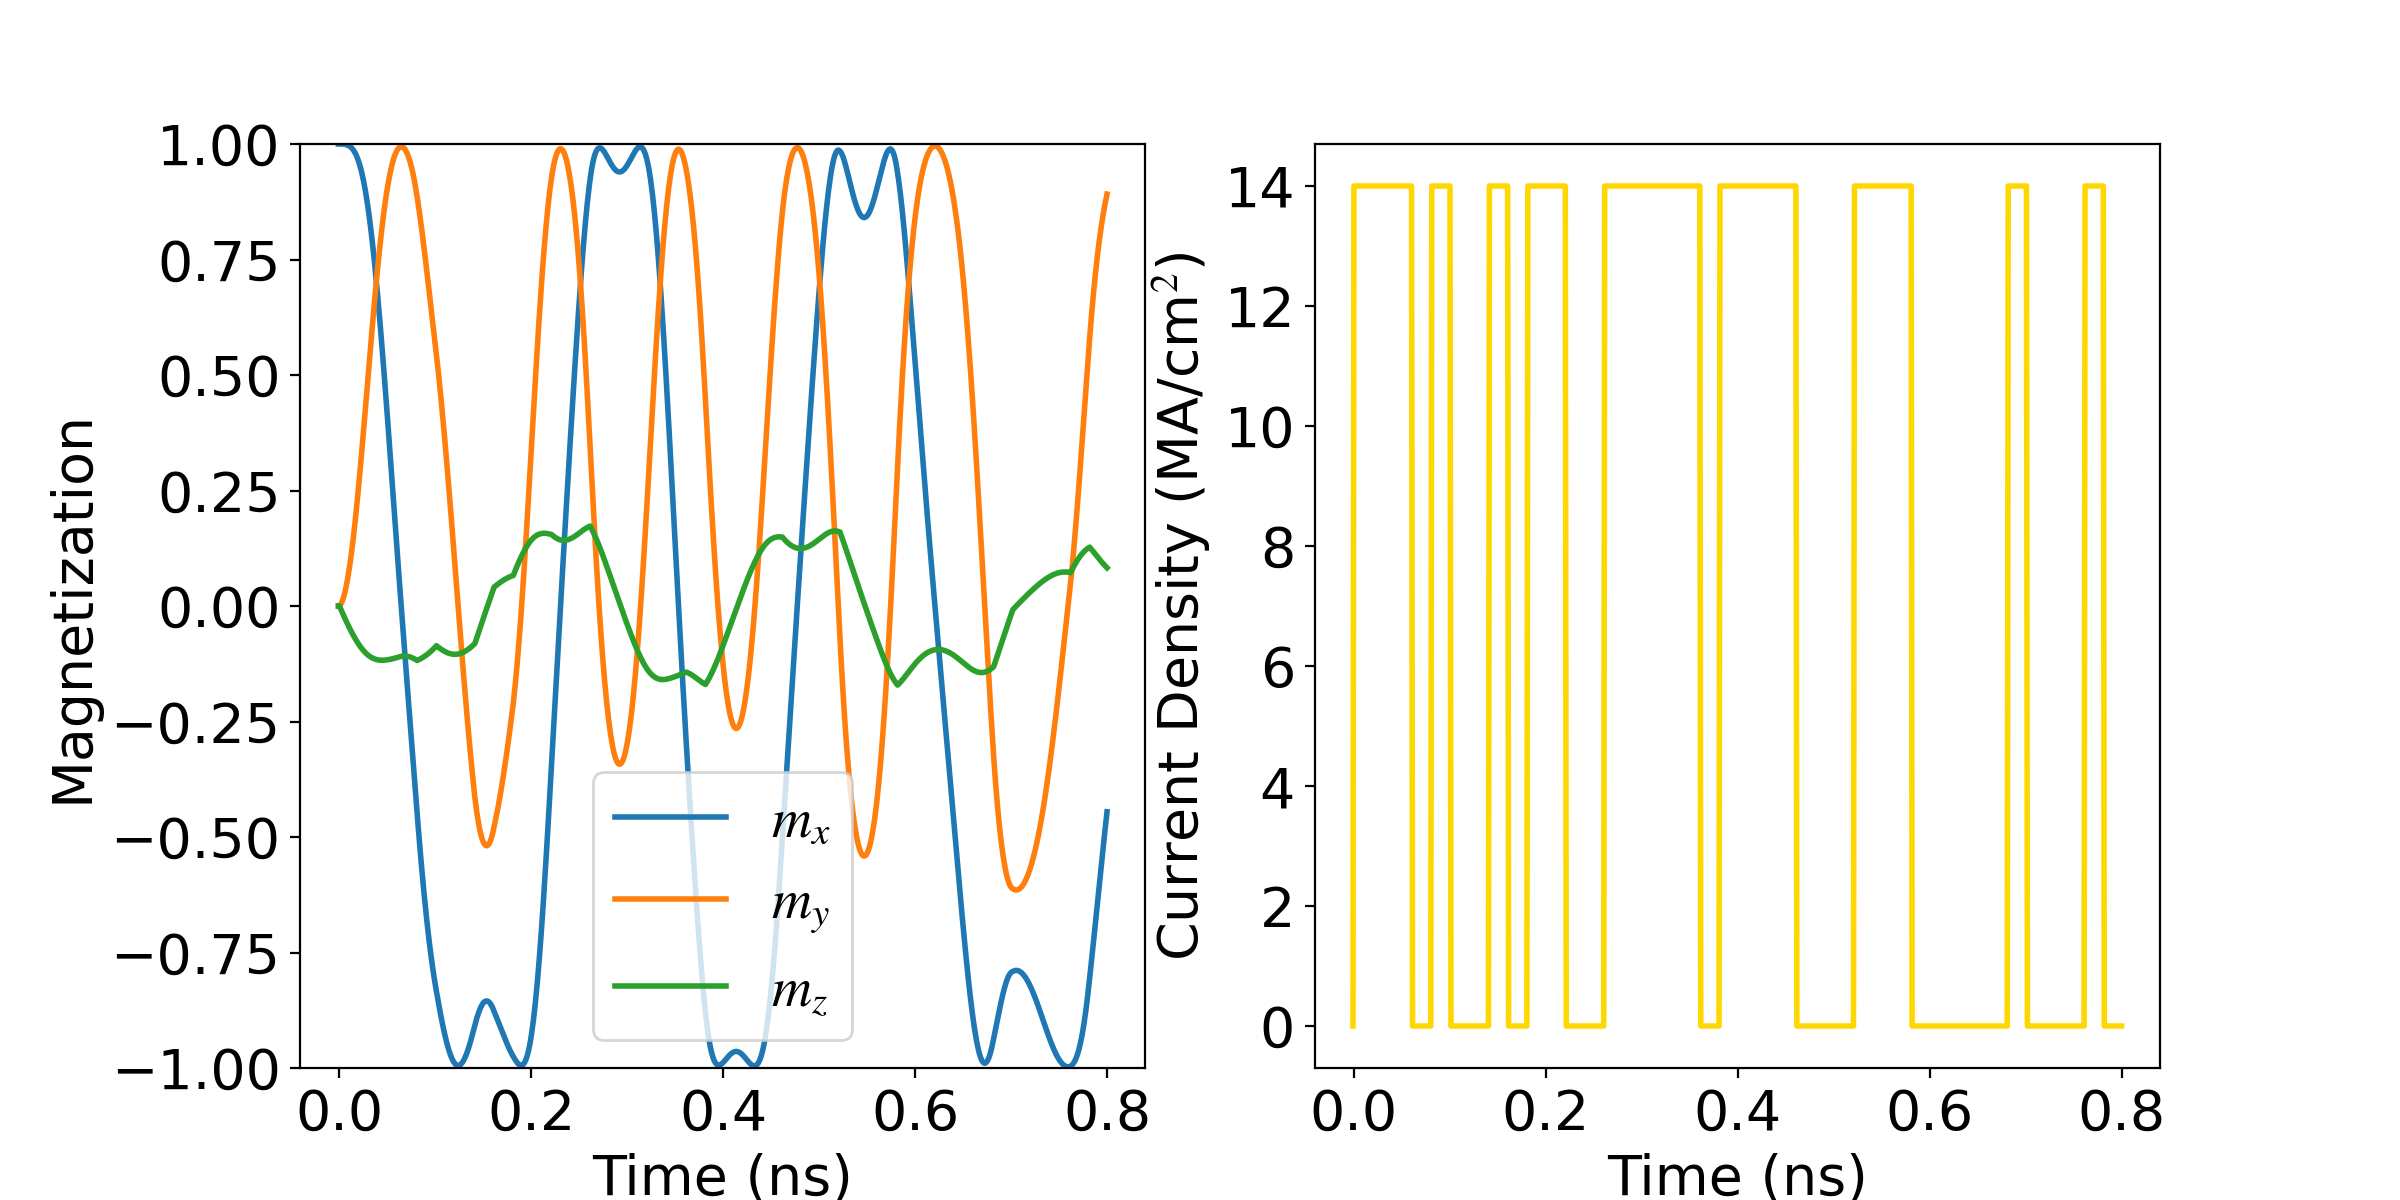 Magnetization
1.00
0.75
0.50
0.25
0.00
−0.25
−0.50
−0.75
−1.00
0.0 0.2 0.4 0.6 0.8
Time (ns)
m_x
m_y
m_z
Current Density (MA/cm²)
14
12
10
8
6
4
2
0
0.0 0.2 0.4 0.6 0.8
Time (ns)